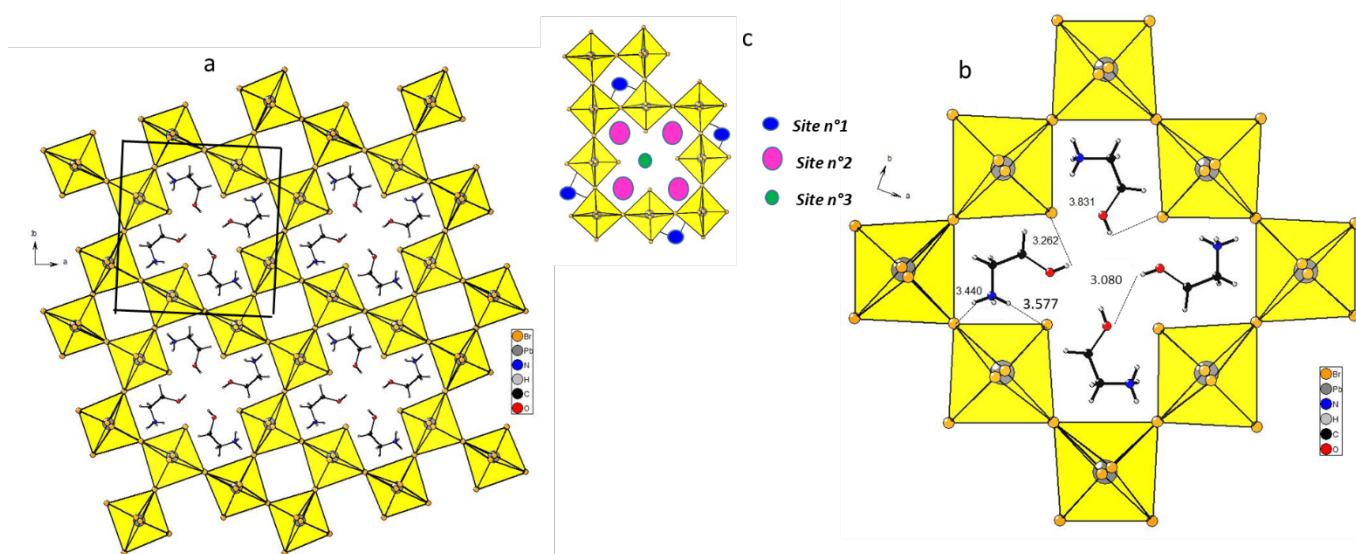 a
b
a
Br
Pb
N
H
C
O
c
Site n°1
Site n°2
Site n°3
b
b
a
3.831
3.262
3.440
3.577
3.080
Br
Pb
N
H
C
O